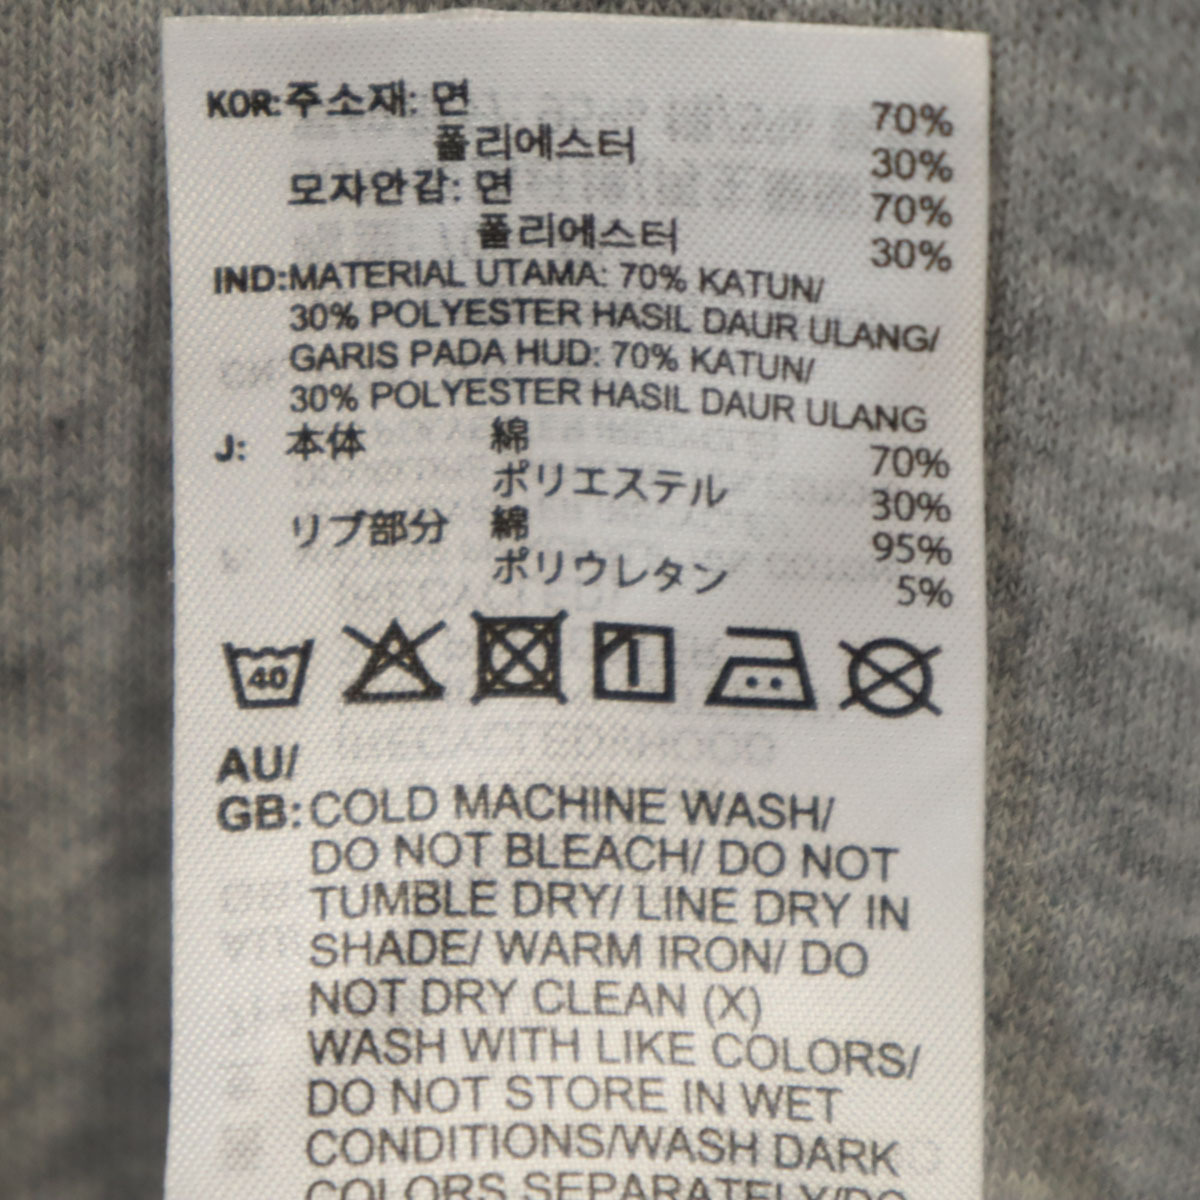 KOR: 주소재: 면 70%
폴리에스터 30%
모자안감: 면 70%
폴리에스터 30%
IND: MATERIAL UTAMA: 70% KATUN/
30% POLYESTER HASIL DAUR ULANG/
GARIS PADA HUD: 70% KATUN/
30% POLYESTER HASIL DAUR ULANG
J: 本体 綿 70%
ポリエステル 30%
リブ部分 綿 95%
ポリウレタン 5%
40
AU/
GB: COLD MACHINE WASH/
DO NOT BLEACH/ DO NOT
TUMBLE DRY/ LINE DRY IN
SHADE/ WARM IRON/ DO
NOT DRY CLEAN (X)
WASH WITH LIKE COLORS/
DO NOT STORE IN WET
CONDITIONS/WASH DARK
COLORS SEPARATELY/DO